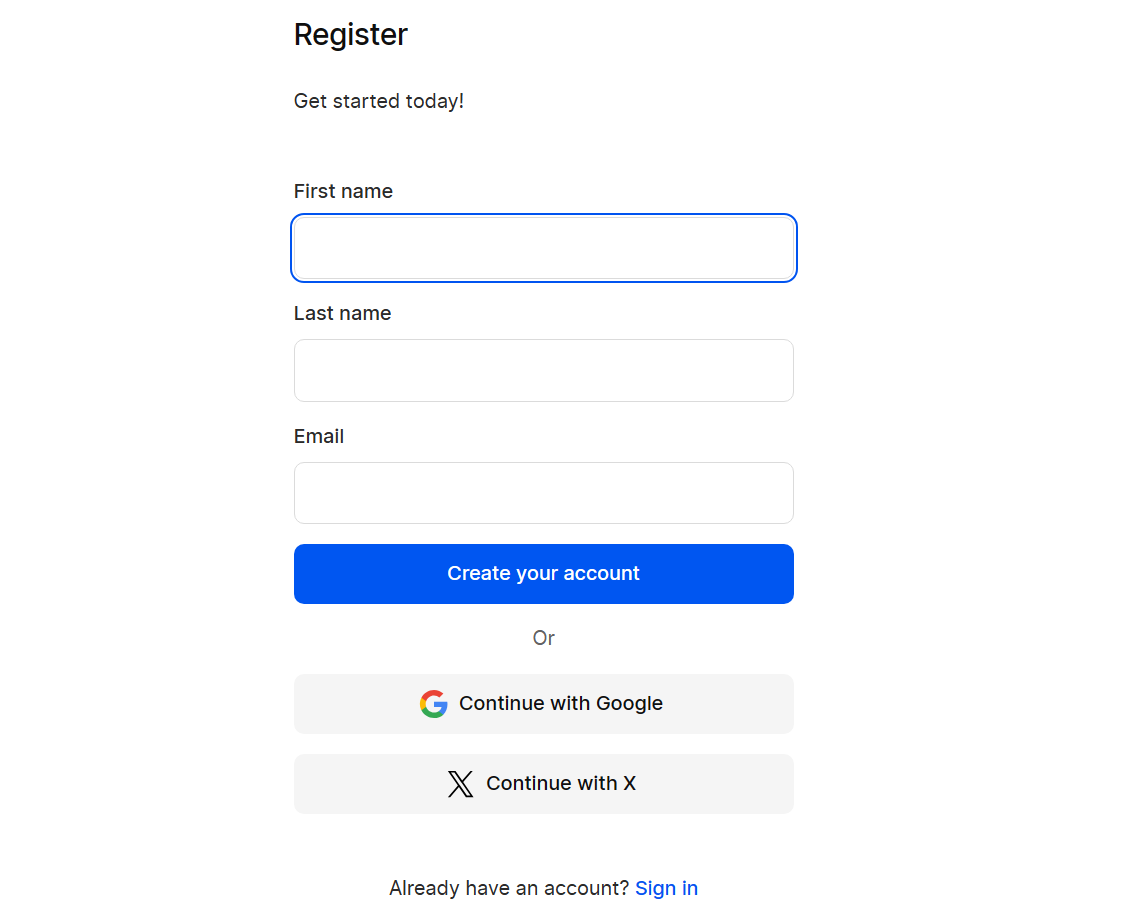 Register
Get started today!
First name
Last name
Email
Create your account
Or
Continue with Google
Continue with X
Already have an account? Sign in